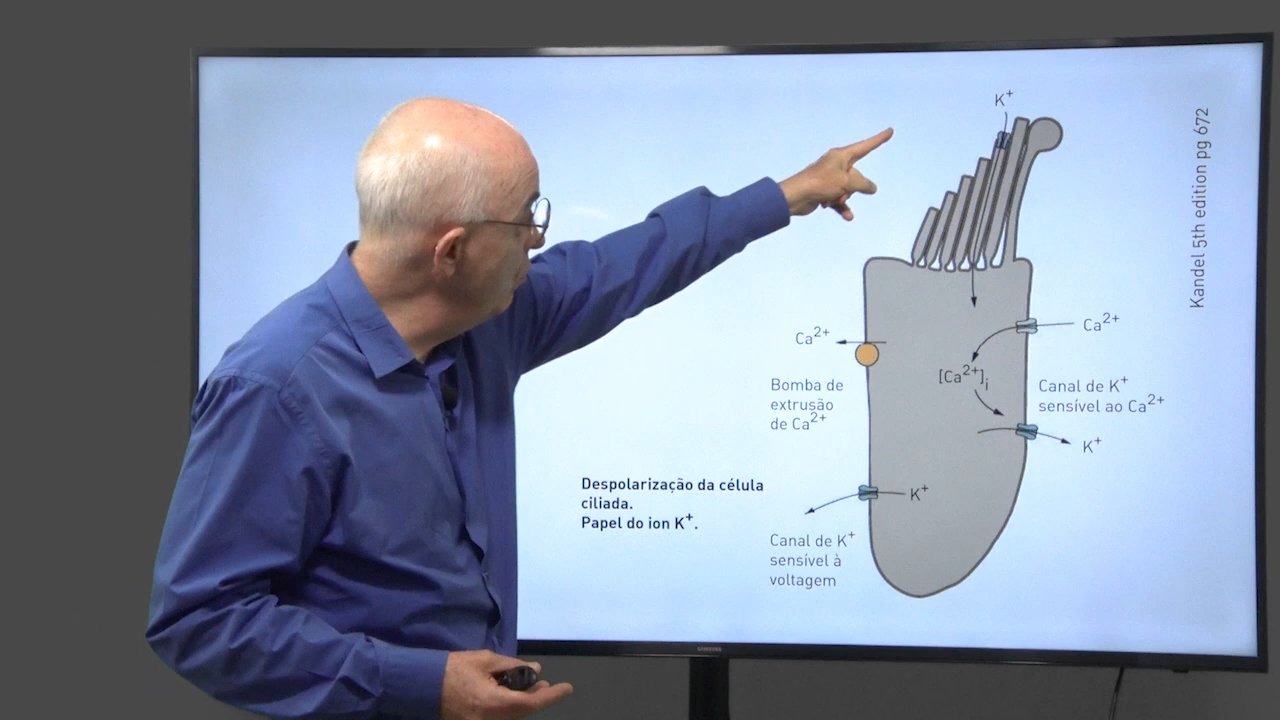 K+
Kandel 5th edition pg 672
Ca2+
Ca2+
[Ca2+]i
Bomba de
extrusão
de Ca2+
Canal de K+
sensível ao Ca2+
K+
Despolarização da célula
ciliada.
Papel do ion K+.
K+
Canal de K+
sensível à
voltagem
SAMSUNG